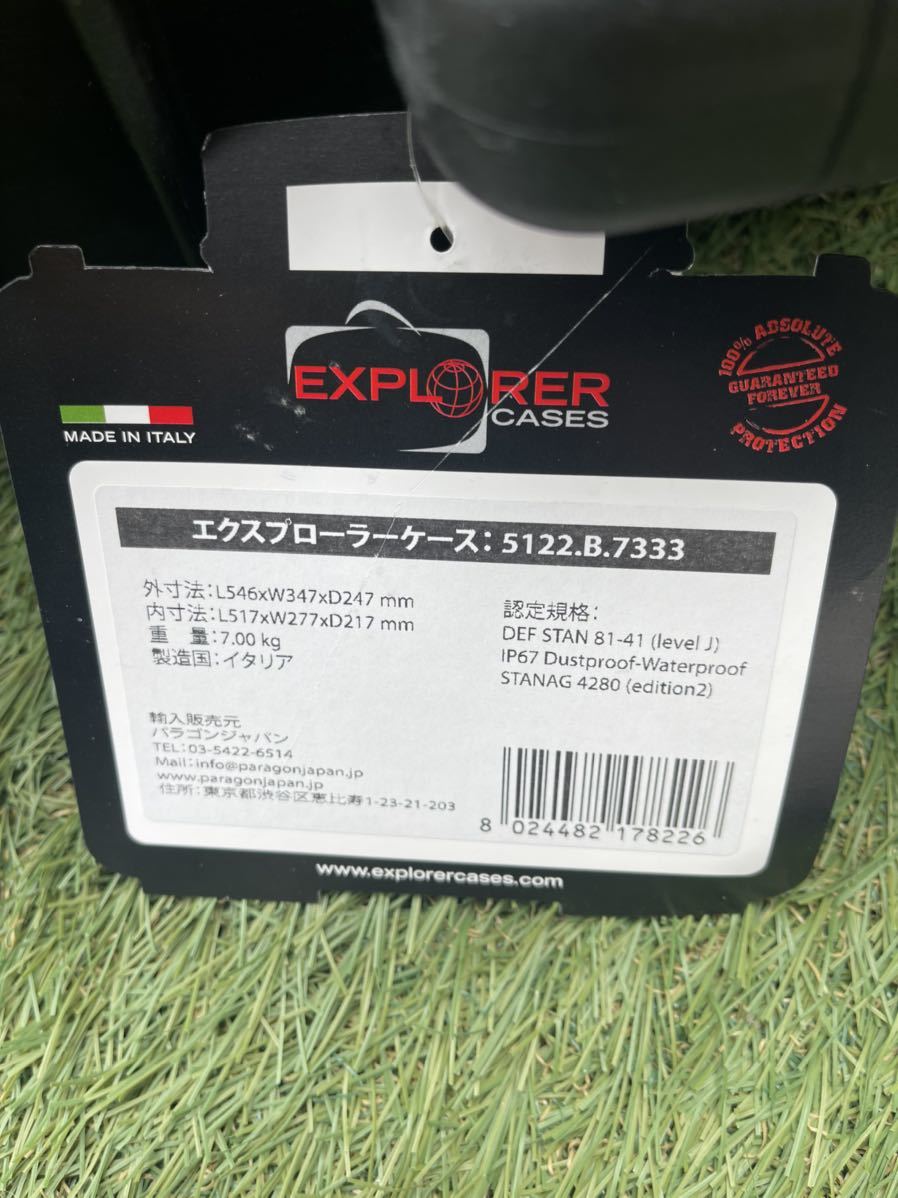 EXPLORER
CASES
MADE IN ITALY
100% ABSOLUTE
GUARANTEED
FOREVER
PROTECTION
エクスプローラーケース：5122.B.7333
外寸法：L546xW347xD247 mm
内寸法：L517xW277xD217 mm
重　量：7.00 kg
製造国：イタリア
認定規格：
DEF STAN 81-41 (level J)
IP67 Dustproof-Waterproof
STANAG 4280 (edition2)
輸入販売元
パラゴンジャパン
TEL：03-5422-6514
Mail：info@paragonjapan.jp
www.paragonjapan.jp
住所：東京都渋谷区恵比寿1-23-21-203
8 024482 178226
www.explorercases.com